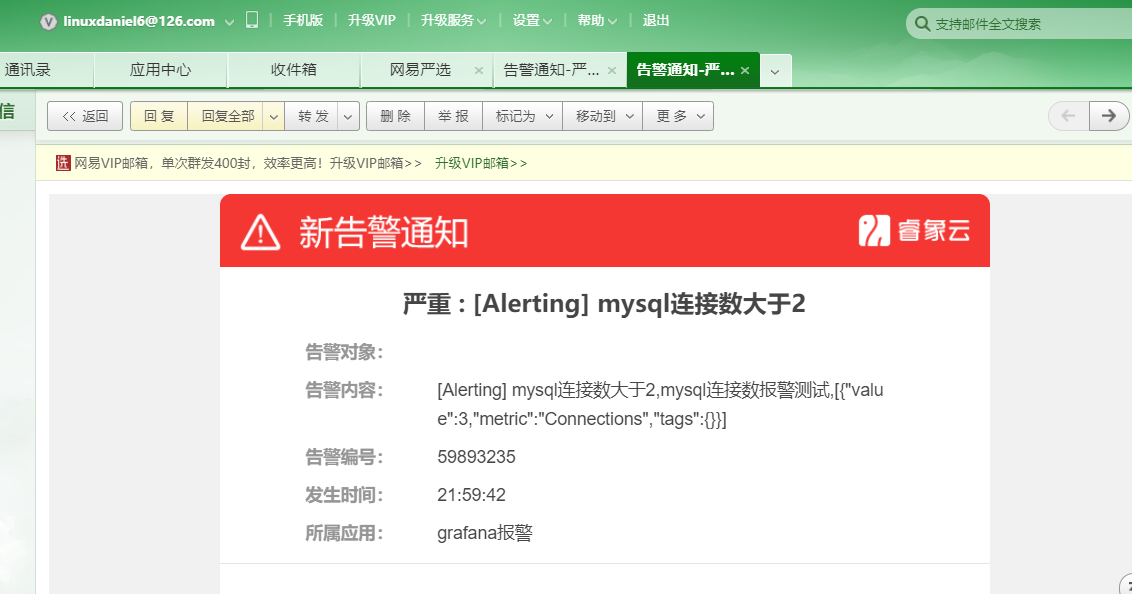 linuxdaniel6@126.com 手机版 升级VIP 升级服务 设置 帮助 退出 支持邮件全文搜索
通讯录 应用中心 收件箱 网易严选 × 告警通知-严... × 告警通知-严... ×
信 << 返回 回 复 回复全部 转 发 删 除 举 报 标记为 移动到 更 多
选 网易VIP邮箱，单次群发400封，效率更高！升级VIP邮箱>> 升级VIP邮箱>>
新告警通知 睿象云
严重：[Alerting] mysql连接数大于2
告警对象：
告警内容： [Alerting] mysql连接数大于2,mysql连接数报警测试,[{"valu
e":3,"metric":"Connections","tags":{}}]
告警编号： 59893235
发生时间： 21:59:42
所属应用： grafana报警